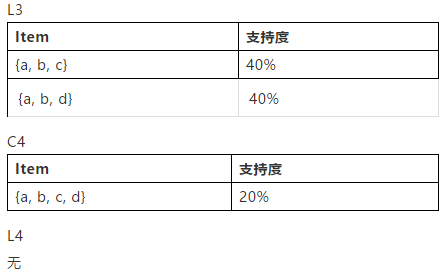 L3
Item 支持度
{a, b, c} 40%
{a, b, d} 40%
C4
Item 支持度
{a, b, c, d} 20%
L4
无